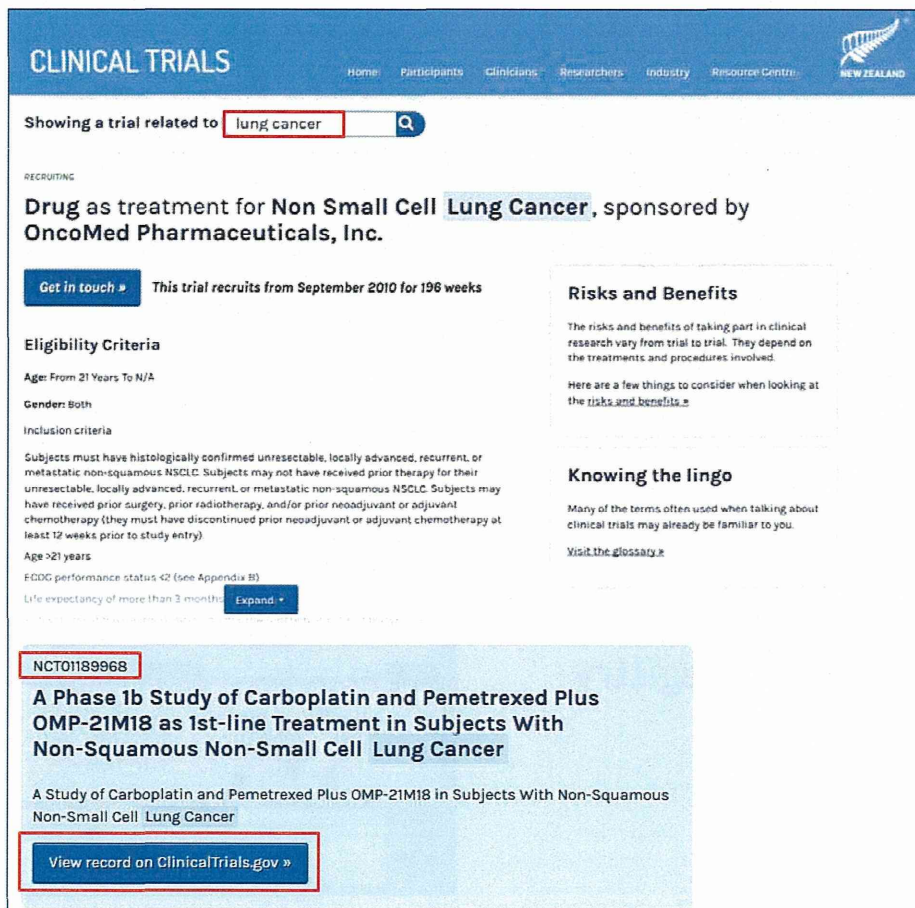 CLINICAL TRIALS
Home Participants Clinicians Researchers Industry Resource Centre
NEW ZEALAND
Showing a trial related to lung cancer
RECRUITING
Drug as treatment for Non Small Cell Lung Cancer, sponsored by
OncoMed Pharmaceuticals, Inc.
Get in touch »
This trial recruits from September 2010 for 196 weeks
Eligibility Criteria
Age: From 21 Years To N/A
Gender: Both
Inclusion criteria
Subjects must have histologically confirmed unresectable, locally advanced, recurrent, or
metastatic non-squamous NSCLC. Subjects may not have received prior therapy for their
unresectable, locally advanced, recurrent, or metastatic non-squamous NSCLC. Subjects may
have received prior surgery, prior radiotherapy, and/or prior neoadjuvant or adjuvant
chemotherapy (they must have discontinued prior neoadjuvant or adjuvant chemotherapy at
least 12 weeks prior to study entry)
Age >21 years
ECOG performance status <2 (see Appendix B)
Life expectancy of more than 3 months
Expand
Risks and Benefits
The risks and benefits of taking part in clinical
research vary from trial to trial. They depend on
the treatments and procedures involved.
Here are a few things to consider when looking at
the risks and benefits »
Knowing the lingo
Many of the terms often used when talking about
clinical trials may already be familiar to you.
Visit the glossary »
NCT01189968
A Phase 1b Study of Carboplatin and Pemetrexed Plus
OMP-21M18 as 1st-line Treatment in Subjects With
Non-Squamous Non-Small Cell Lung Cancer
A Study of Carboplatin and Pemetrexed Plus OMP-21M18 in Subjects With Non-Squamous
Non-Small Cell Lung Cancer
View record on ClinicalTrials.gov »